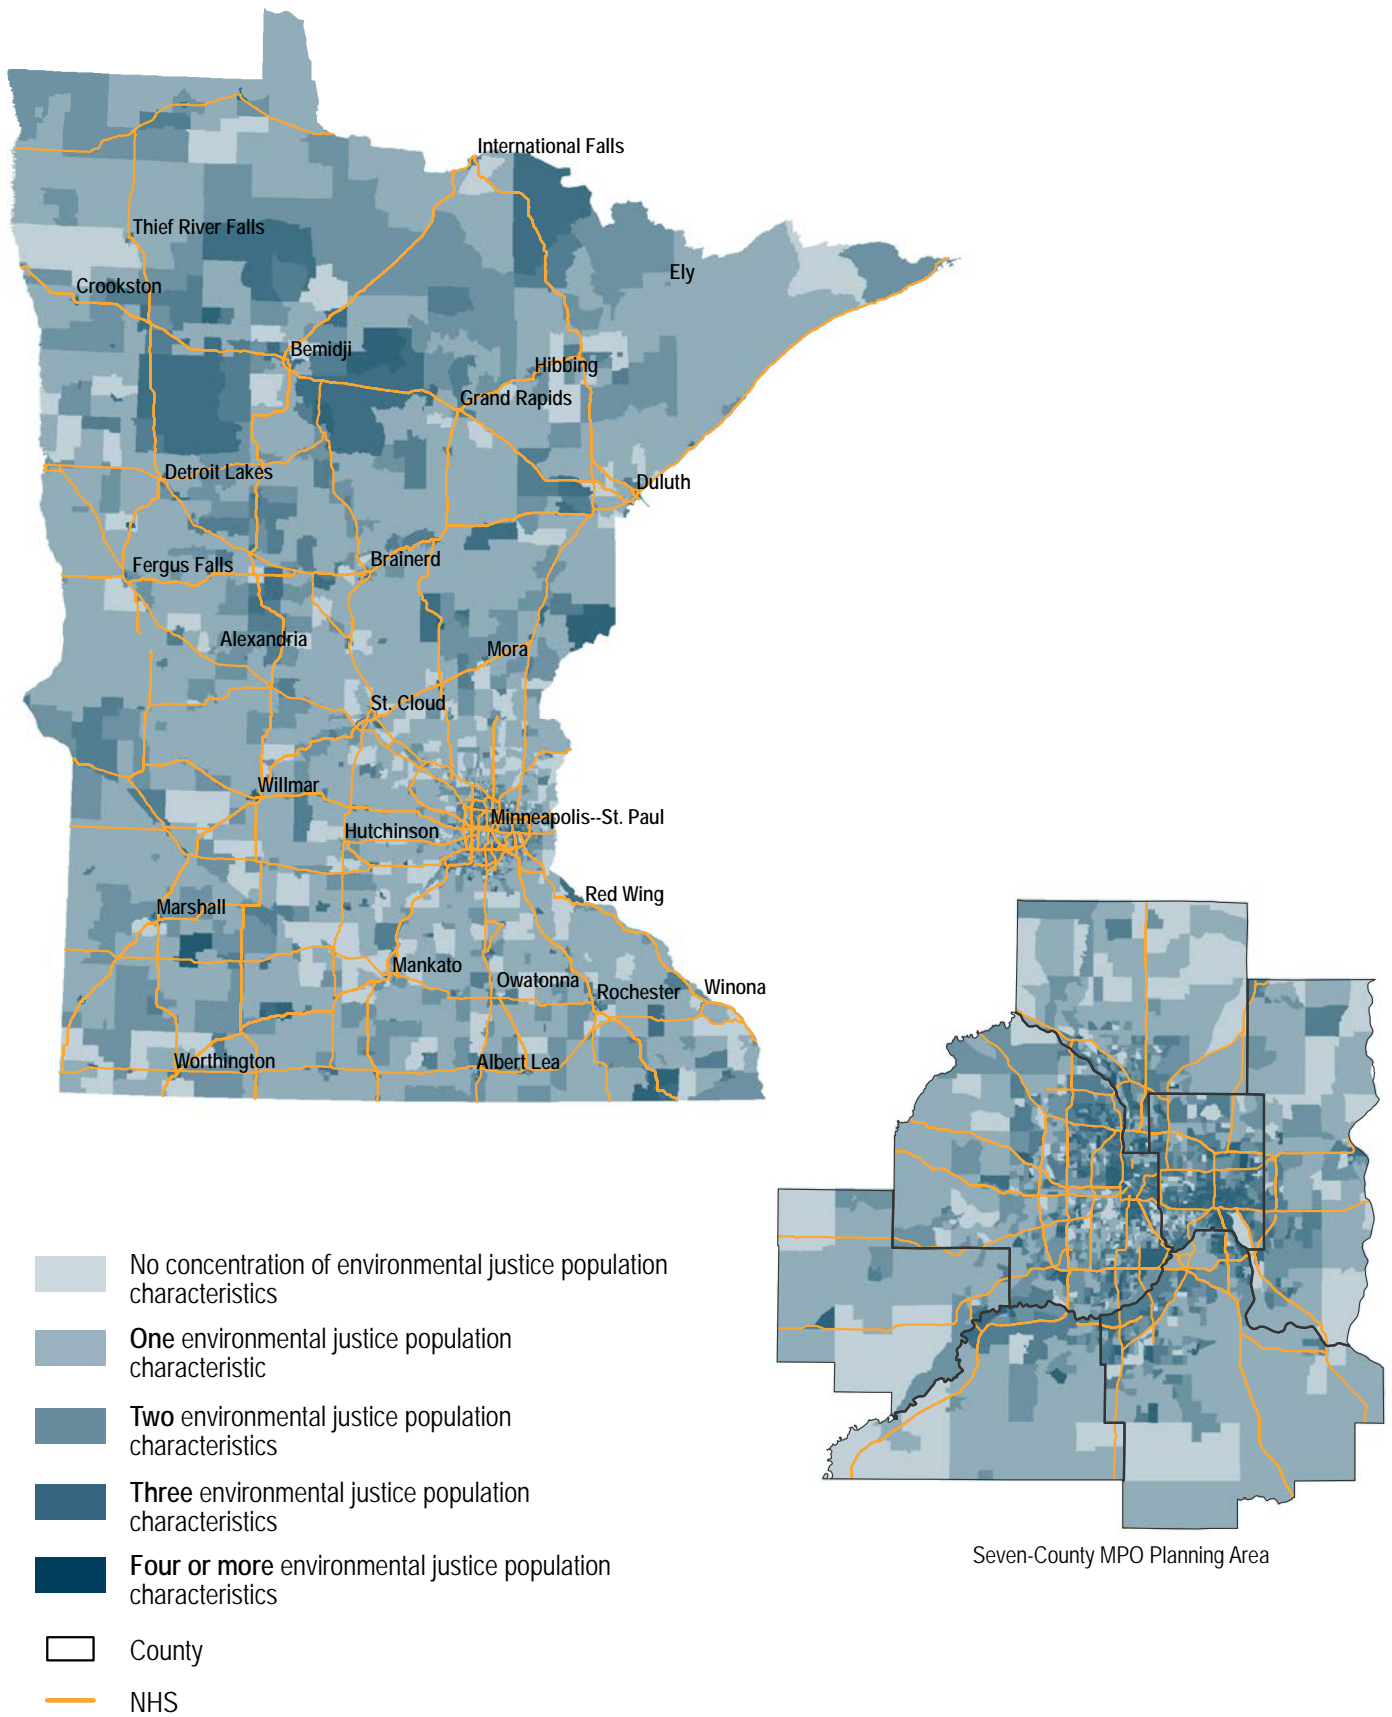 International Falls
Thief River Falls
Ely
Crookston
Bemidji
Hibbing
Grand Rapids
Detroit Lakes
Duluth
Brainerd
Fergus Falls
Alexandria
Mora
St. Cloud
Willmar
Minneapolis--St. Paul
Hutchinson
Red Wing
Marshall
Mankato
Owatonna
Rochester
Winona
Worthington
Albert Lea
No concentration of environmental justice population
characteristics
One environmental justice population
characteristic
Two environmental justice population
characteristics
Three environmental justice population
characteristics
Four or more environmental justice population
characteristics
County
NHS
Seven-County MPO Planning Area